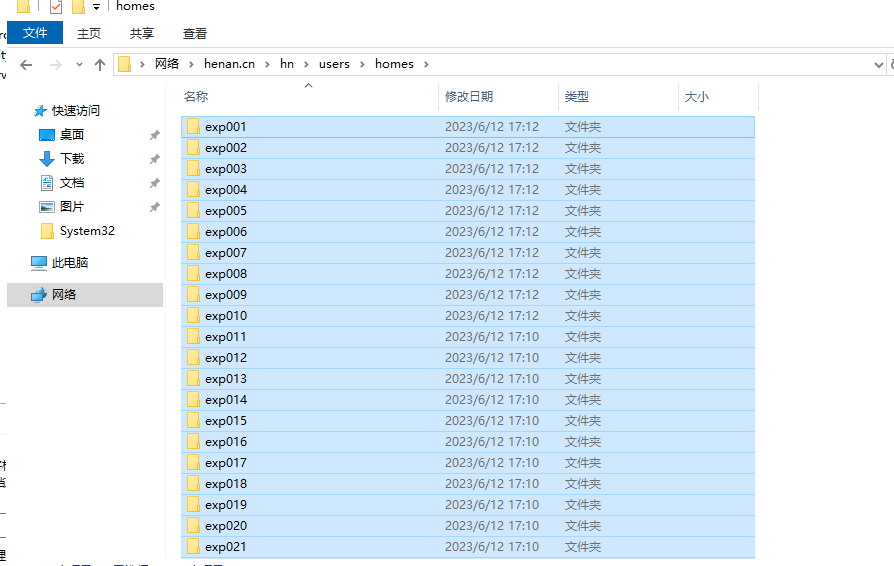 homes
文件 主页 共享 查看
网络 henan.cn hn users homes
名称 修改日期 类型 大小
快速访问
桌面
下载
文档
图片
System32
此电脑
网络
exp001 2023/6/12 17:12 文件夹
exp002 2023/6/12 17:12 文件夹
exp003 2023/6/12 17:12 文件夹
exp004 2023/6/12 17:12 文件夹
exp005 2023/6/12 17:12 文件夹
exp006 2023/6/12 17:12 文件夹
exp007 2023/6/12 17:12 文件夹
exp008 2023/6/12 17:12 文件夹
exp009 2023/6/12 17:12 文件夹
exp010 2023/6/12 17:12 文件夹
exp011 2023/6/12 17:10 文件夹
exp012 2023/6/12 17:10 文件夹
exp013 2023/6/12 17:10 文件夹
exp014 2023/6/12 17:10 文件夹
exp015 2023/6/12 17:10 文件夹
exp016 2023/6/12 17:10 文件夹
exp017 2023/6/12 17:10 文件夹
exp018 2023/6/12 17:10 文件夹
exp019 2023/6/12 17:10 文件夹
exp020 2023/6/12 17:10 文件夹
exp021 2023/6/12 17:10 文件夹